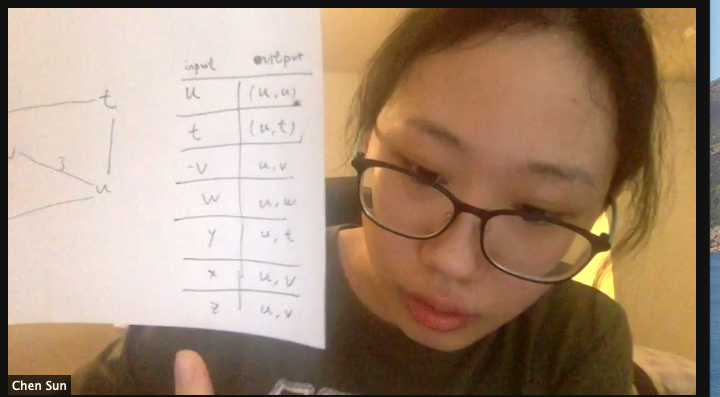 input output
u (u, u)
t (u, t)
-v u, v
w u, w
y u, t
x u, v
z u, v
t
3
u
Chen Sun